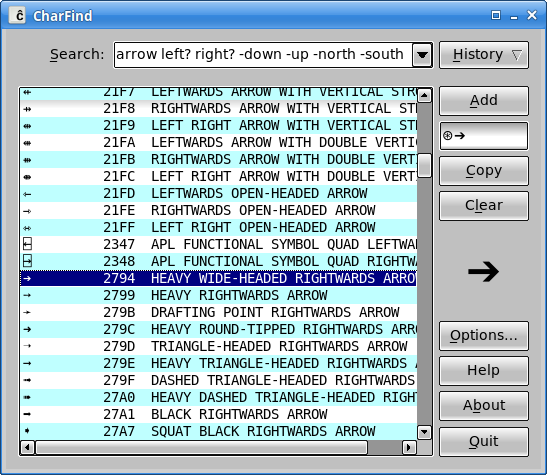 CharFind
Search: arrow left? right? -down -up -north -south History
21F7 LEFTWARDS ARROW WITH VERTICAL STR
21F8 RIGHTWARDS ARROW WITH VERTICAL ST
21F9 LEFT RIGHT ARROW WITH VERTICAL ST
21FA LEFTWARDS ARROW WITH DOUBLE VERTI
21FB RIGHTWARDS ARROW WITH DOUBLE VERT
21FC LEFT RIGHT ARROW WITH DOUBLE VERT
21FD LEFTWARDS OPEN-HEADED ARROW
21FE RIGHTWARDS OPEN-HEADED ARROW
21FF LEFT RIGHT OPEN-HEADED ARROW
2347 APL FUNCTIONAL SYMBOL QUAD LEFTWA
2348 APL FUNCTIONAL SYMBOL QUAD RIGHTW
2794 HEAVY WIDE-HEADED RIGHTWARDS ARRO
2799 HEAVY RIGHTWARDS ARROW
279B DRAFTING POINT RIGHTWARDS ARROW
279C HEAVY ROUND-TIPPED RIGHTWARDS ARR
279D TRIANGLE-HEADED RIGHTWARDS ARROW
279E HEAVY TRIANGLE-HEADED RIGHTWARDS
279F DASHED TRIANGLE-HEADED RIGHTWARDS
27A0 HEAVY DASHED TRIANGLE-HEADED RIGH
27A1 BLACK RIGHTWARDS ARROW
27A7 SQUAT BLACK RIGHTWARDS ARROW
Add
⊛➔
Copy
Clear
➔
Options...
Help
About
Quit